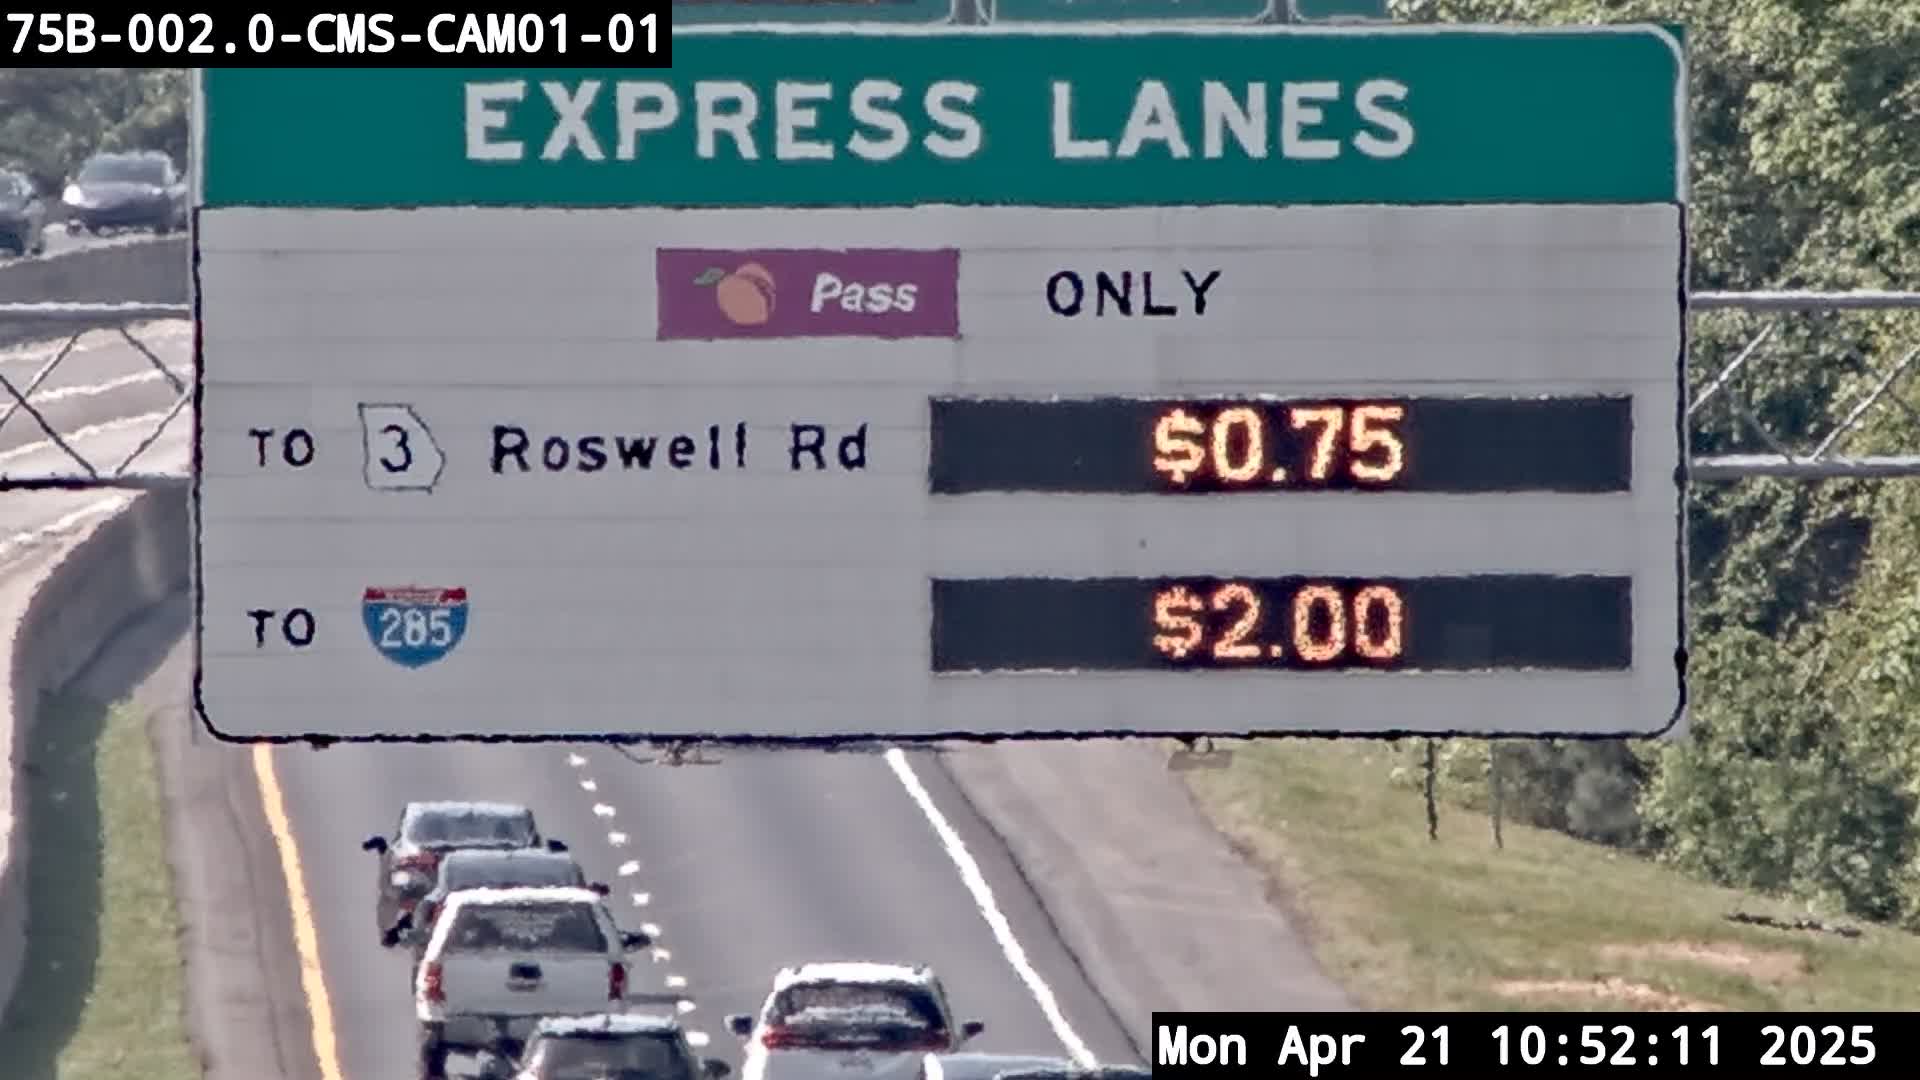 75B-002.0-CMS-CAM01-01
EXPRESS LANES
Pass ONLY
TO 3 Roswell Rd $0.75
TO 285 $2.00
Mon Apr 21 10:52:11 2025